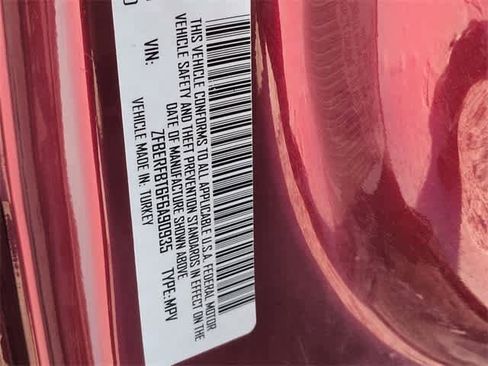 THIS VEHICLE CONFORMS TO ALL APPLICABLE U.S.A. FEDERAL MOTOR
VEHICLE SAFETY AND THEFT PREVENTION STANDARDS IN EFFECT ON THE
DATE OF MANUFACTURE SHOWN ABOVE
VIN: ZFBERFBT6F6A90935 TYPE:MPV
VEHICLE MADE IN: TURKEY